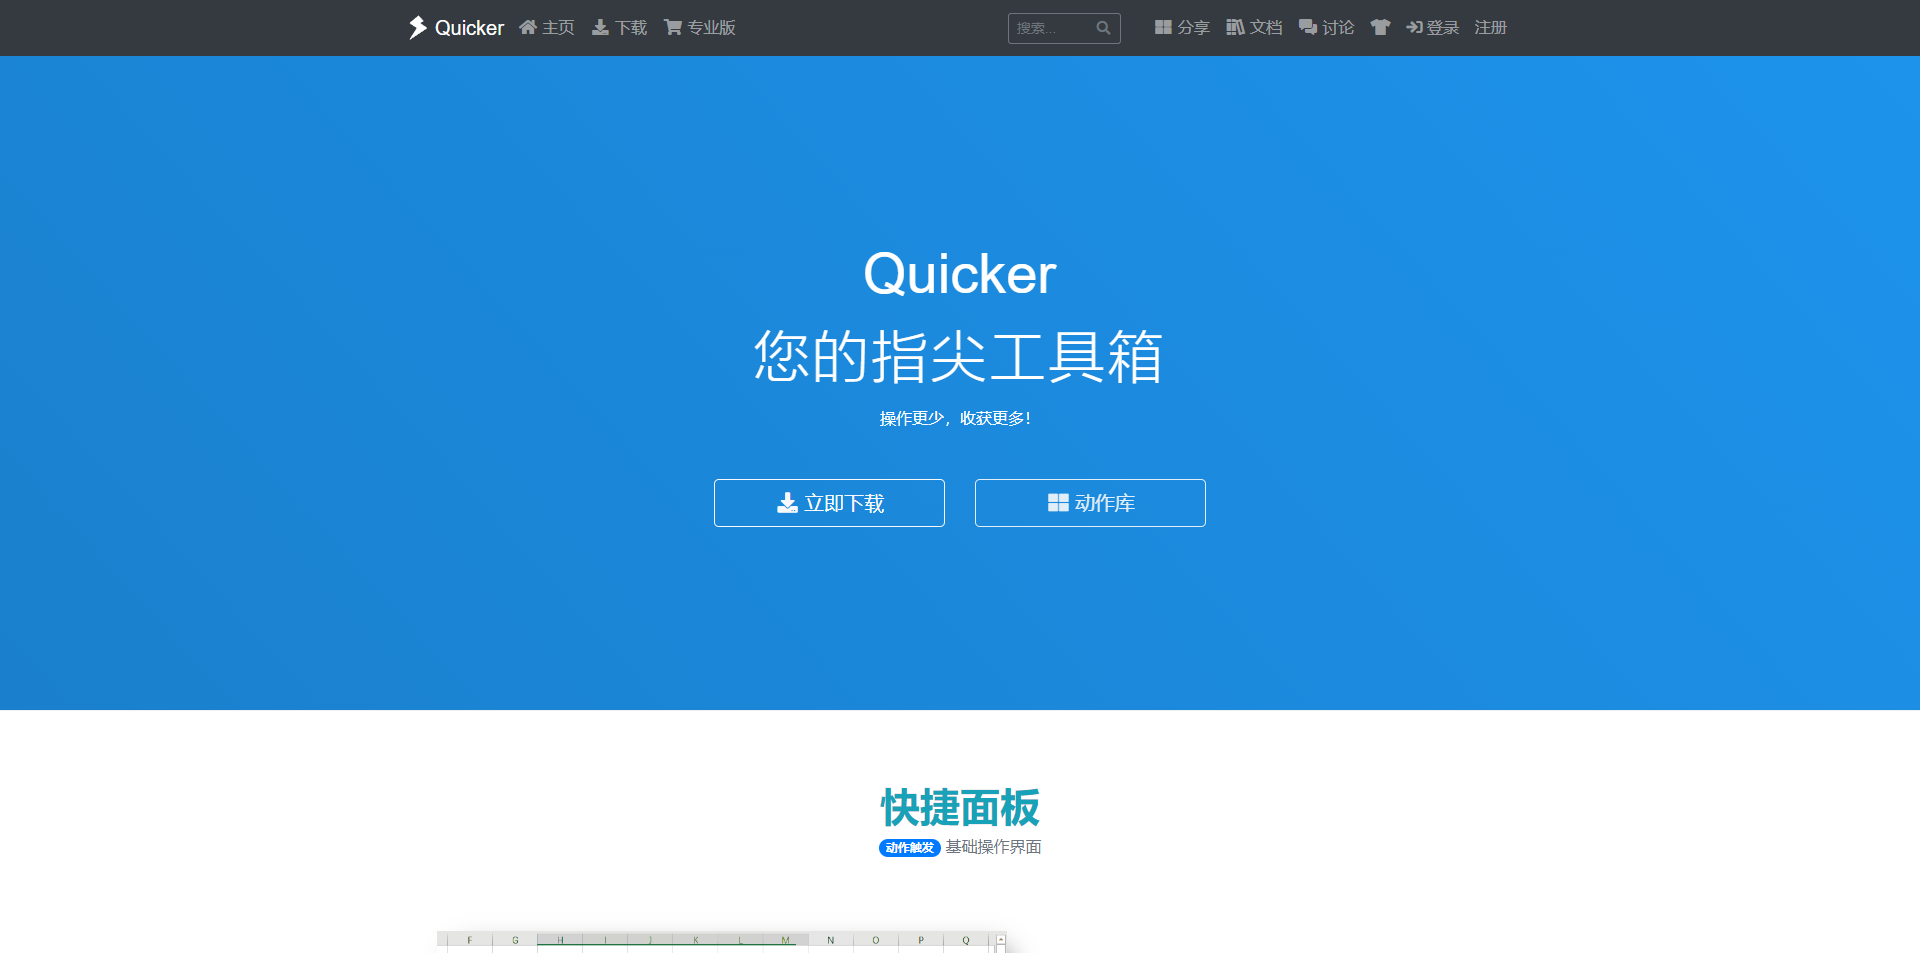 Quicker 主页 下载 专业版 搜索... 分享 文档 讨论 登录 注册
Quicker
您的指尖工具箱
操作更少，收获更多！
立即下载 动作库
快捷面板
动作触发 基础操作界面
F G H I J K L M N O P Q